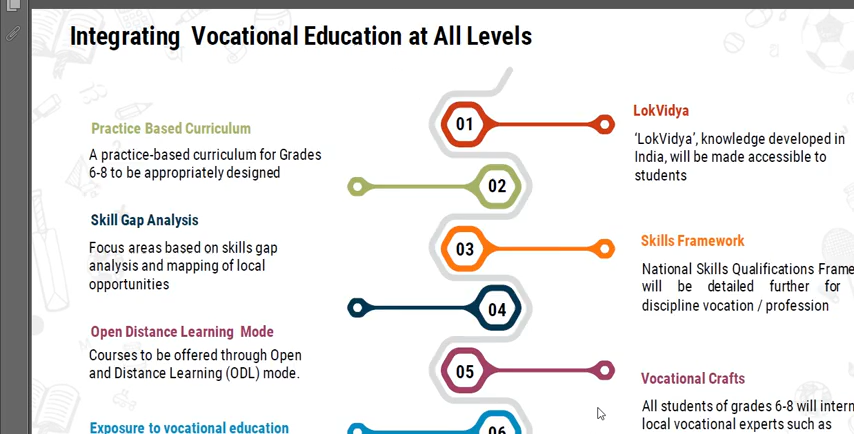 Integrating Vocational Education at All Levels
01
LokVidya
‘LokVidya’, knowledge developed in
India, will be made accessible to
students
Practice Based Curriculum
A practice-based curriculum for Grades
6-8 to be appropriately designed
02
03
Skills Framework
National Skills Qualifications
will be detailed further for
discipline vocation / profession
Skill Gap Analysis
Focus areas based on skills gap
analysis and mapping of local
opportunities
04
05
Vocational Crafts
All students of grades 6-8 will
local vocational experts such as
Open Distance Learning Mode
Courses to be offered through Open
and Distance Learning (ODL) mode.
06
Exposure to vocational education